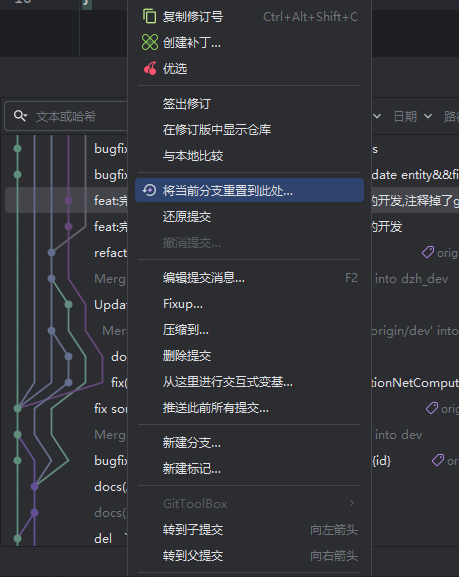 复制修订号 Ctrl+Alt+Shift+C
创建补丁...
优选
文本或哈希 日期
签出修订
在修订版中显示仓库
bugfix s
与本地比较
bugfix date entity&&fi
将当前分支重置到此处...
feat:完 的开发,注释掉了g
还原提交
feat:完 的开发
撤消提交...
refact orig
编辑提交消息... F2
Merg into dzh_dev
Fixup...
Updat
压缩到...
Me origin/dev' into
删除提交
do
从这里进行交互式变基...
fix( tionNetComput
推送此前所有提交...
fix son orig
新建分支...
Merg into dev
新建标记...
bugfix {id} orig
docs(.
GitToolBox
docs(.
转到子提交 向左箭头
del
转到父提交 向右箭头